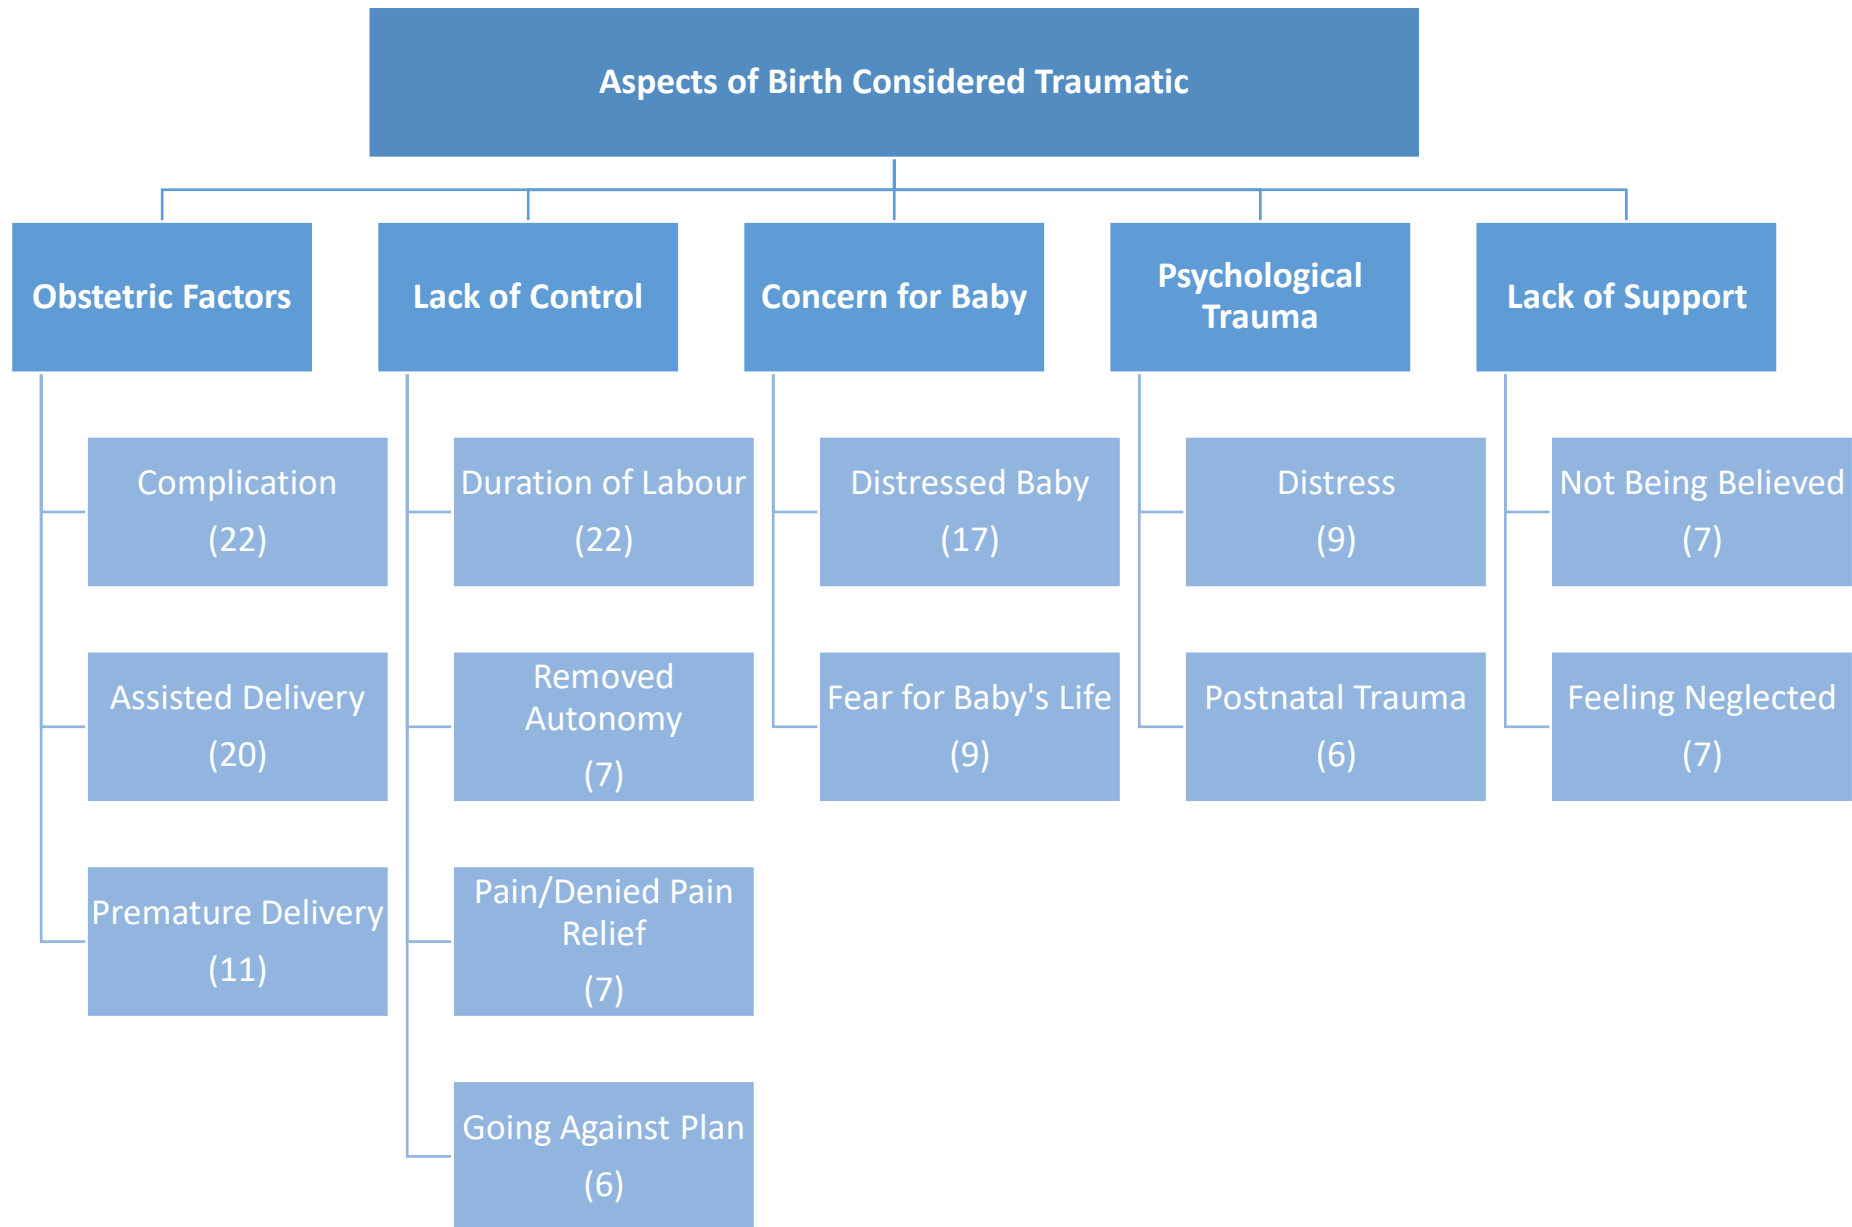 Aspects of Birth Considered Traumatic
Obstetric Factors
Complication
(22)
Assisted Delivery
(20)
Premature Delivery
(11)
Lack of Control
Duration of Labour
(22)
Removed
Autonomy
(7)
Pain/Denied Pain
Relief
(7)
Going Against Plan
(6)
Concern for Baby
Distressed Baby
(17)
Fear for Baby's Life
(9)
Psychological
Trauma
Distress
(9)
Postnatal Trauma
(6)
Lack of Support
Not Being Believed
(7)
Feeling Neglected
(7)